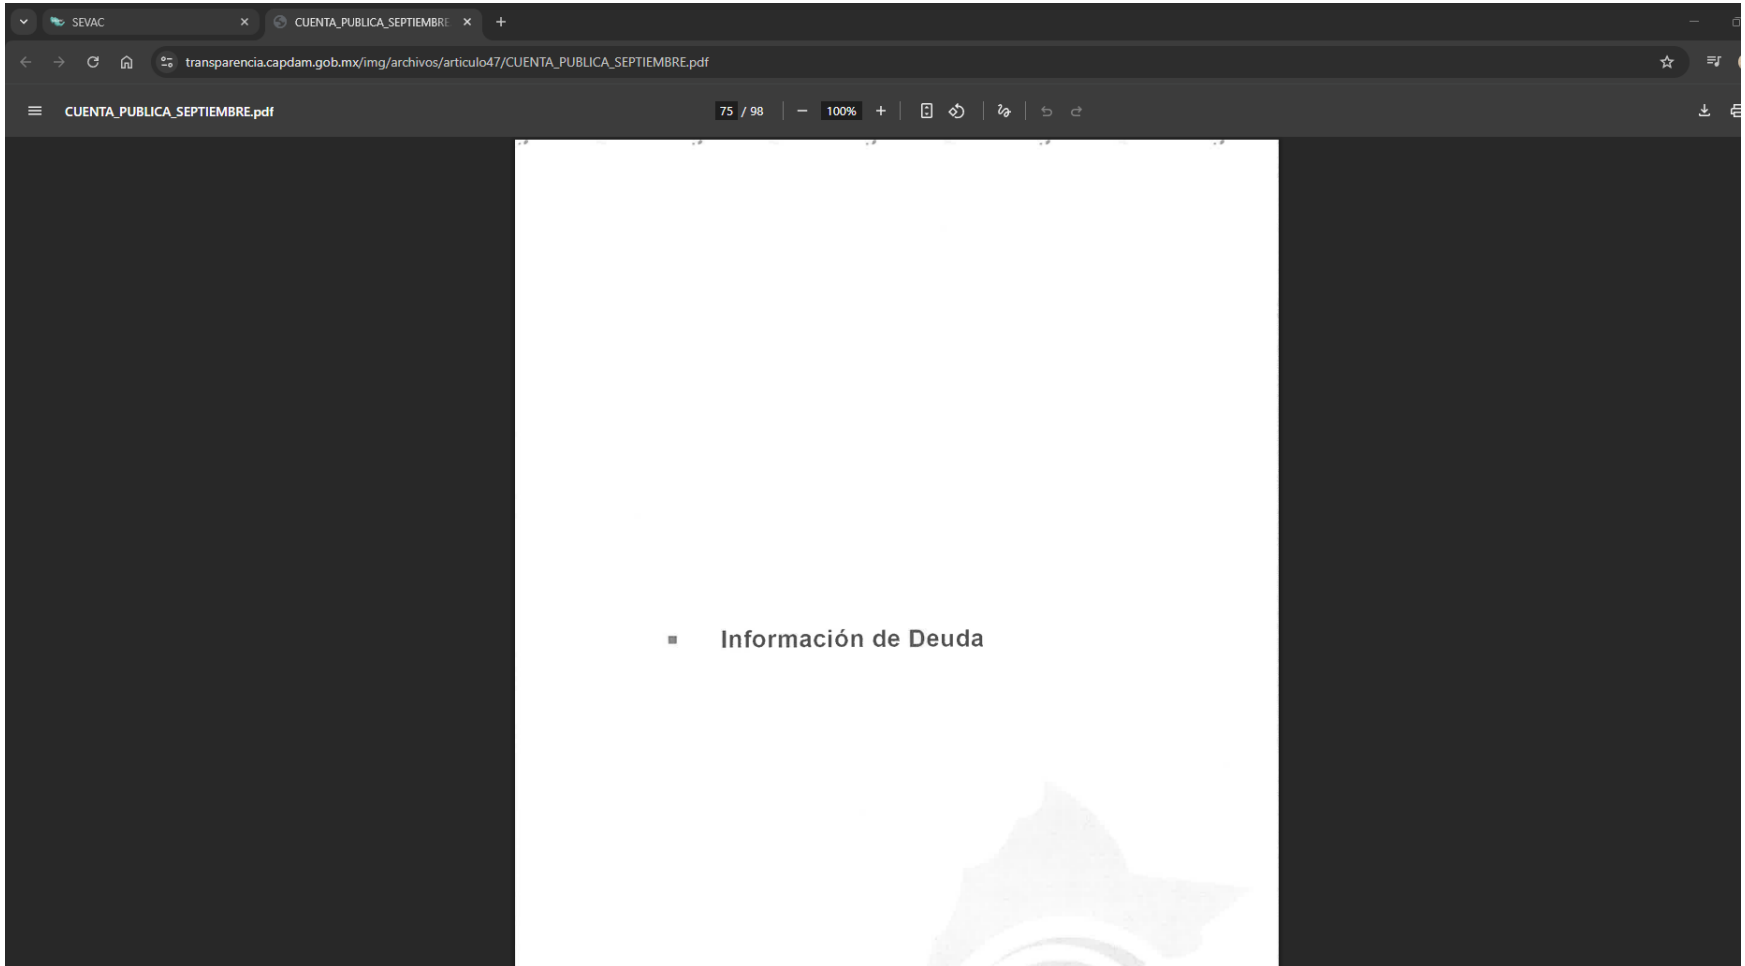 SEVAC
CUENTA_PUBLICA_SEPTIEMBRE
transparencia.capdam.gob.mx/img/archivos/articulo47/CUENTA_PUBLICA_SEPTIEMBRE.pdf
CUENTA_PUBLICA_SEPTIEMBRE.pdf
75 / 98
100%
Información de Deuda